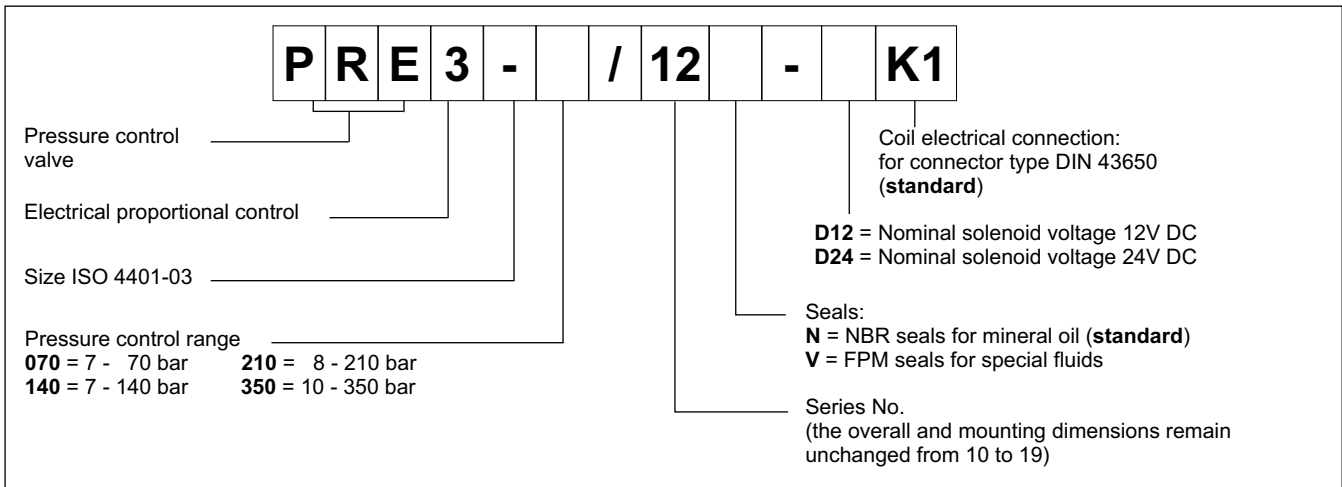 PRE3- /12 - K1
Pressure control
valve
Electrical proportional control
Size ISO 4401-03
Pressure control range
070 = 7 - 70 bar 210 = 8 - 210 bar
140 = 7 - 140 bar 350 = 10 - 350 bar
Coil electrical connection:
for connector type DIN 43650
(standard)
D12 = Nominal solenoid voltage 12V DC
D24 = Nominal solenoid voltage 24V DC
Seals:
N = NBR seals for mineral oil (standard)
V = FPM seals for special fluids
Series No.
(the overall and mounting dimensions remain
unchanged from 10 to 19)